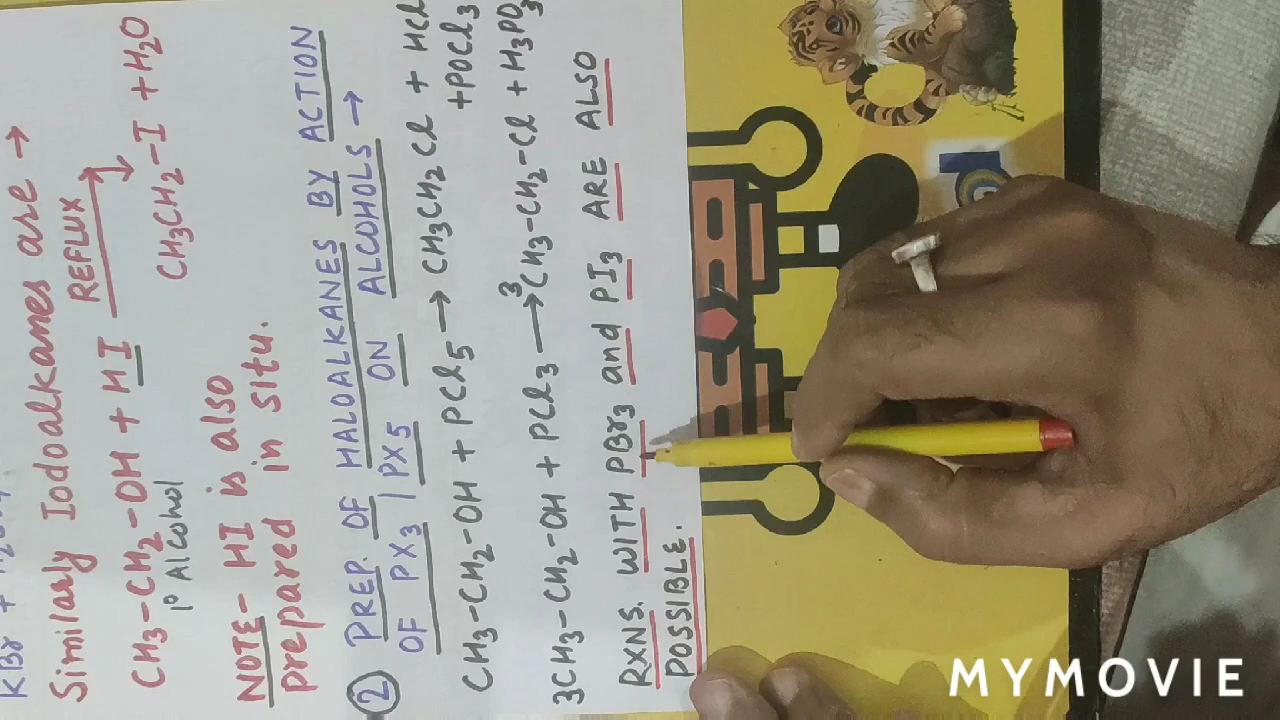 Similarly Iodoalkanes are →
CH3-CH2-OH + HI REFLUX
1° Alcohol
CH3CH2-I + H2O
NOTE- HI is also
prepared in situ.
② PREP. OF HALOALKANES BY ACTION
OF PX3 | PX5 ON ALCOHOLS →
CH3-CH2-OH + PCl5 → CH3CH2Cl + HCl
+POCl3
3CH3-CH2-OH + PCl3 → 3CH3-CH2-Cl + H3PO3
RXNS. WITH PBr3 and PI3 ARE ALSO
POSSIBLE.
MYMOVIE